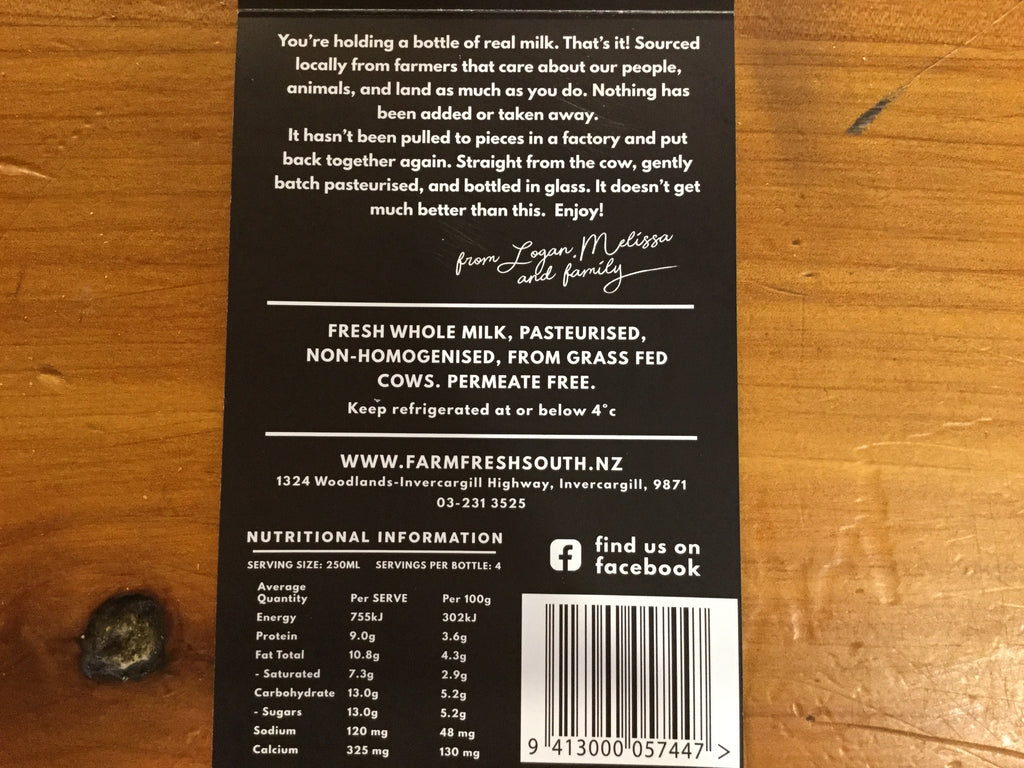 You're holding a bottle of real milk. That's it! Sourced
locally from farmers that care about our people,
animals, and land as much as you do. Nothing has
been added or taken away.
It hasn't been pulled to pieces in a factory and put
back together again. Straight from the cow, gently
batch pasteurised, and bottled in glass. It doesn't get
much better than this. Enjoy!
from Logan, Melissa
and family
FRESH WHOLE MILK, PASTEURISED,
NON-HOMOGENISED, FROM GRASS FED
COWS. PERMEATE FREE.
Keep refrigerated at or below 4°c
WWW.FARMFRESHSOUTH.NZ
1324 Woodlands-Invercargill Highway, Invercargill, 9871
03-231 3525
NUTRITIONAL INFORMATION
SERVING SIZE: 250ML SERVINGS PER BOTTLE: 4
Average
Quantity Per SERVE Per 100g
Energy 755kJ 302kJ
Protein 9.0g 3.6g
Fat Total 10.8g 4.3g
- Saturated 7.3g 2.9g
Carbohydrate 13.0g 5.2g
- Sugars 13.0g 5.2g
Sodium 120 mg 48 mg
Calcium 325 mg 130 mg
f find us on
facebook
9 413000 057447 >